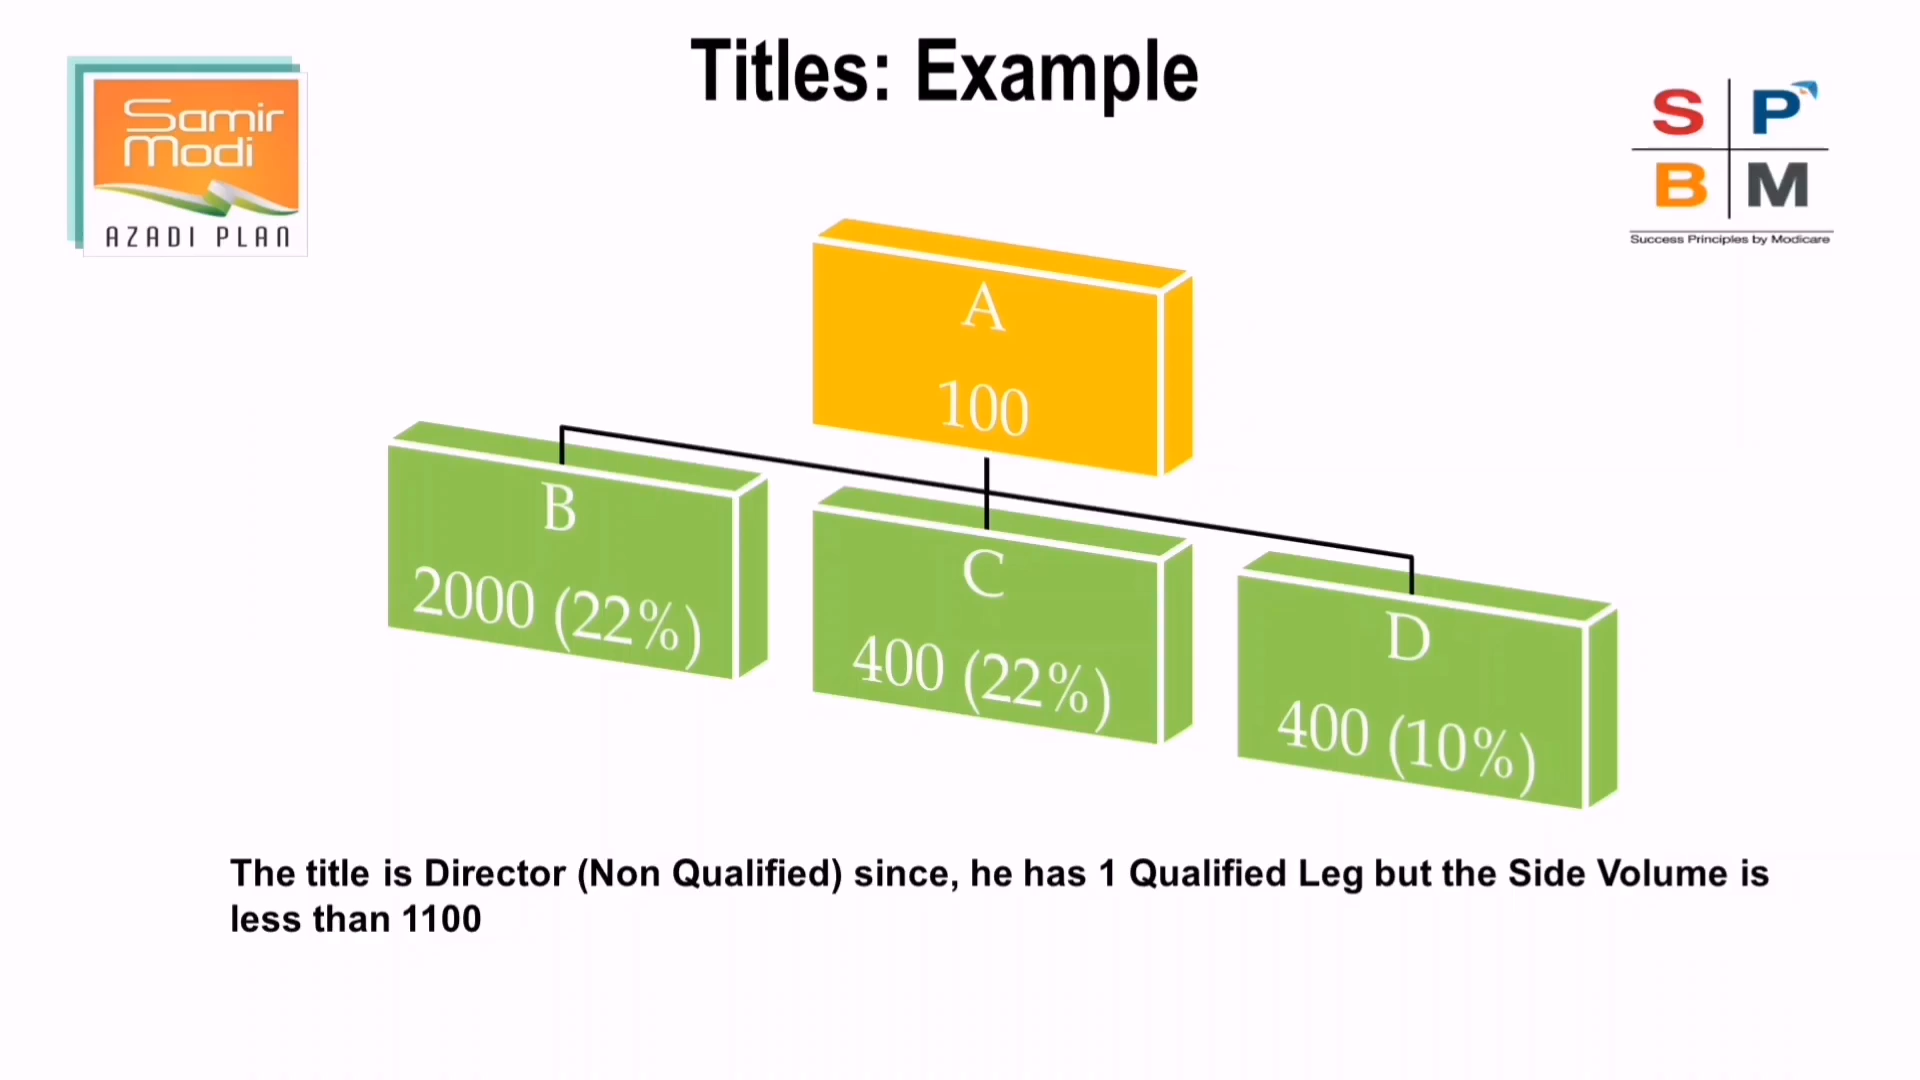 Titles: Example
Samir
Modi
AZADI PLAN
S P
B M
Success Principles by Modicare
A
100
B
2000 (22%)
C
400 (22%)
D
400 (10%)
The title is Director (Non Qualified) since, he has 1 Qualified Leg but the Side Volume is
less than 1100